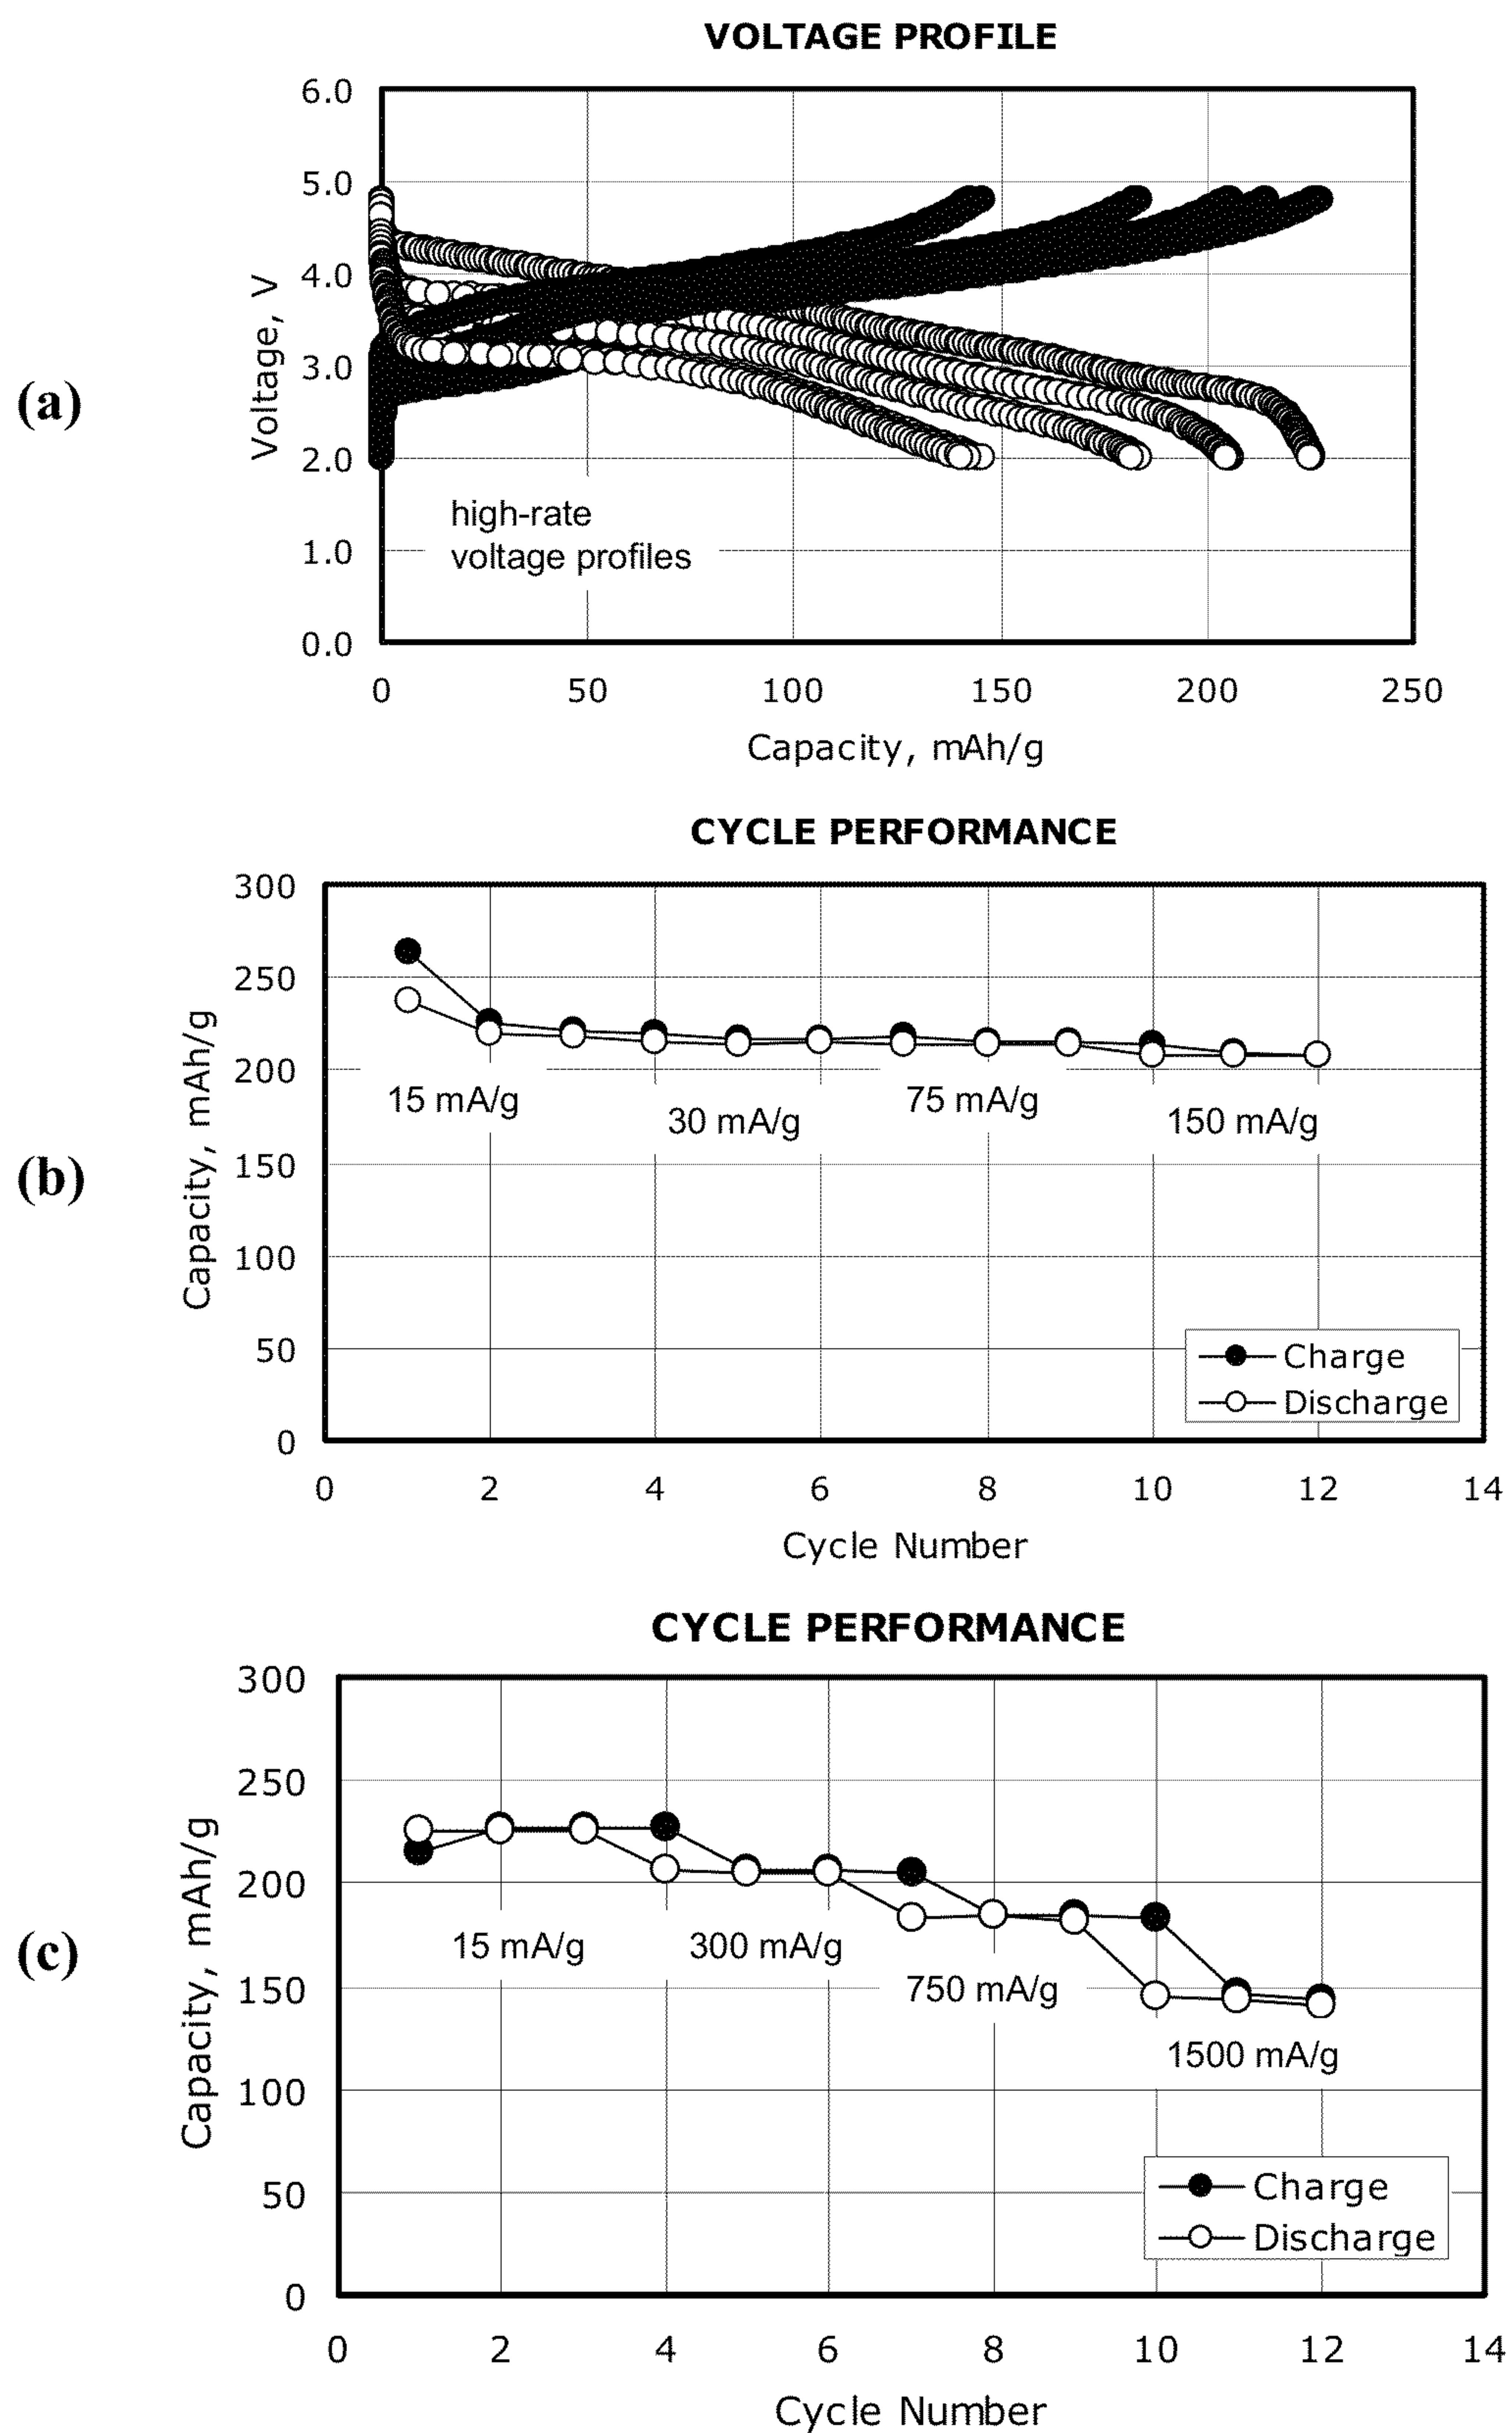 VOLTAGE PROFILE
6.0
5.0
4.0
3.0
2.0
1.0
0.0
Voltage, V
(a)
high-rate
voltage profiles
0 50 100 150 200 250
Capacity, mAh/g
CYCLE PERFORMANCE
300
250
200
150
100
50
0
Capacity, mAh/g
(b)
15 mA/g 30 mA/g 75 mA/g 150 mA/g
Charge
Discharge
0 2 4 6 8 10 12 14
Cycle Number
CYCLE PERFORMANCE
300
250
200
150
100
50
0
Capacity, mAh/g
(c)
15 mA/g 300 mA/g
750 mA/g
1500 mA/g
Charge
Discharge
0 2 4 6 8 10 12 14
Cycle Number